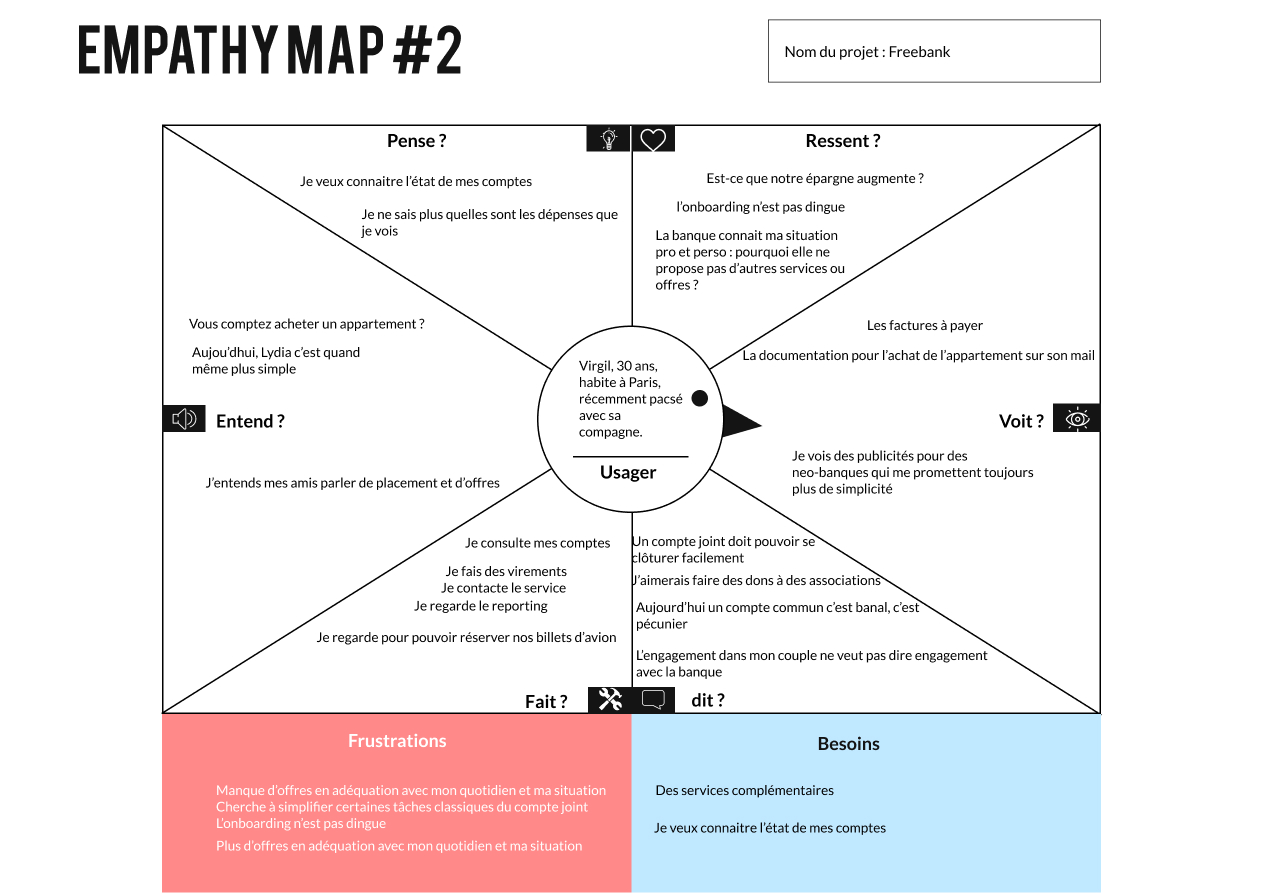 EMPATHY MAP #2
Nom du projet : Freebank
Pense ?
Je veux connaitre l’état de mes comptes
Je ne sais plus quelles sont les dépenses que
je vois
Ressent ?
Est-ce que notre épargne augmente ?
l’onboarding n’est pas dingue
La banque connait ma situation
pro et perso : pourquoi elle ne
propose pas d’autres services ou
offres ?
Vous comptez acheter un appartement ?
Aujou’dhui, Lydia c’est quand
même plus simple
Entend ?
J’entends mes amis parler de placement et d’offres
Virgil, 30 ans,
habite à Paris,
récemment pacsé
avec sa
compagne.
Usager
Les factures à payer
La documentation pour l’achat de l’appartement sur son mail
Voit ?
Je vois des publicités pour des
neo-banques qui me promettent toujours
plus de simplicité
Je consulte mes comptes
Je fais des virements
Je contacte le service
Je regarde le reporting
Je regarde pour pouvoir réserver nos billets d’avion
Fait ?
Un compte joint doit pouvoir se
clôturer facilement
J’aimerais faire des dons à des associations
Aujourd’hui un compte commun c’est banal, c’est
pécunier
L’engagement dans mon couple ne veut pas dire engagement
avec la banque
dit ?
Frustrations
Manque d’offres en adéquation avec mon quotidien et ma situation
Cherche à simplifier certaines tâches classiques du compte joint
L’onboarding n’est pas dingue
Plus d’offres en adéquation avec mon quotidien et ma situation
Besoins
Des services complémentaires
Je veux connaitre l’état de mes comptes